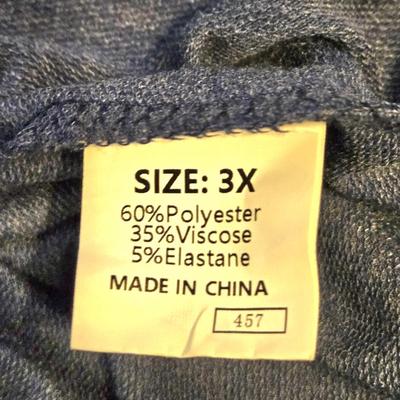 SIZE: 3X
60%Polyester
35%Viscose
5%Elastane
MADE IN CHINA
457